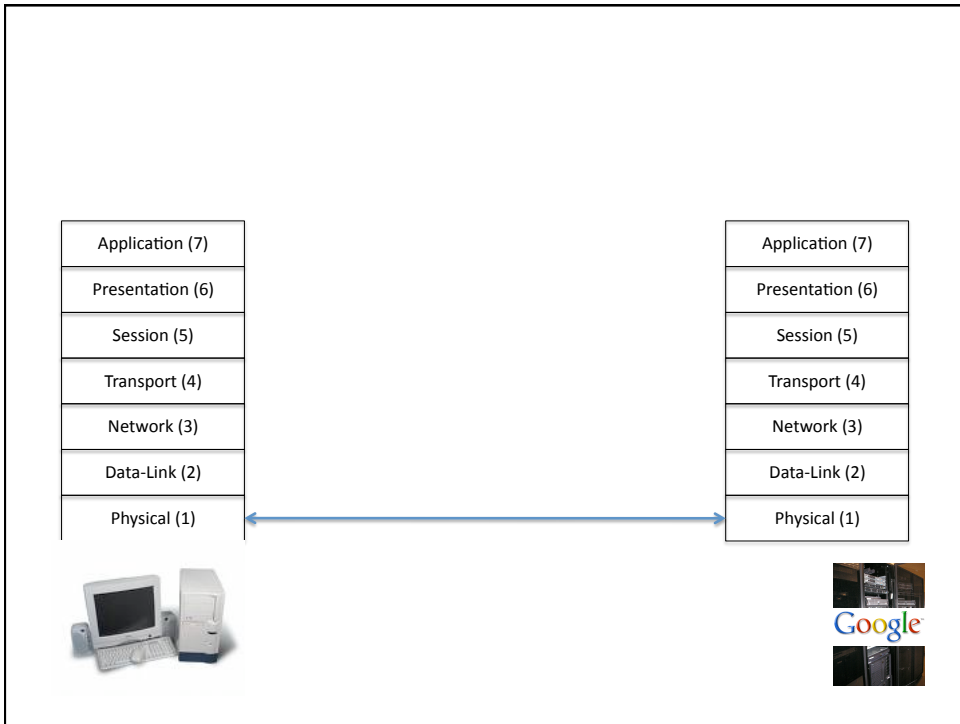 Application (7)
Presentation (6)
Session (5)
Transport (4)
Network (3)
Data-Link (2)
Physical (1)
Application (7)
Presentation (6)
Session (5)
Transport (4)
Network (3)
Data-Link (2)
Physical (1)
Google